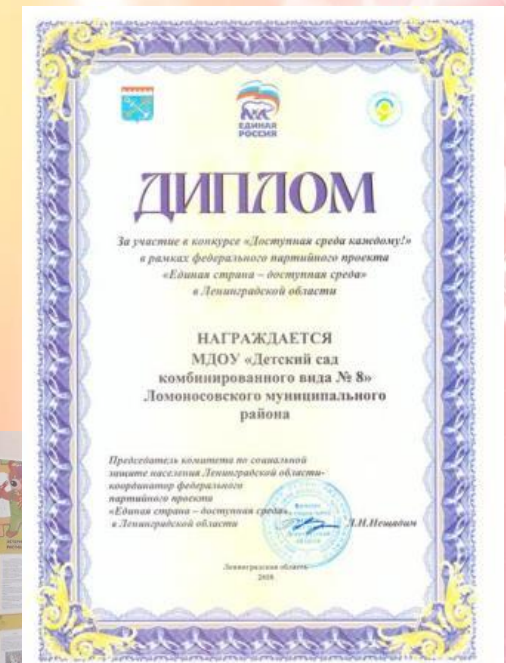 ЕДИНАЯ
РОССИЯ
ДИПЛОМ
За участие в конкурсе «Доступная среда каждому!»
в рамках федерального партийного проекта
«Единая страна – доступная среда»
в Ленинградской области
НАГРАЖДАЕТСЯ
МДОУ «Детский сад
комбинированного вида № 8»
Ломоносовского муниципального
района
Председатель комитета по социальной
защите населения Ленинградской области-
координатор федерального
партийного проекта
«Единая страна – доступная среда»
в Ленинградской области
Л.Н.Нещадим
Ленинградская область
2018